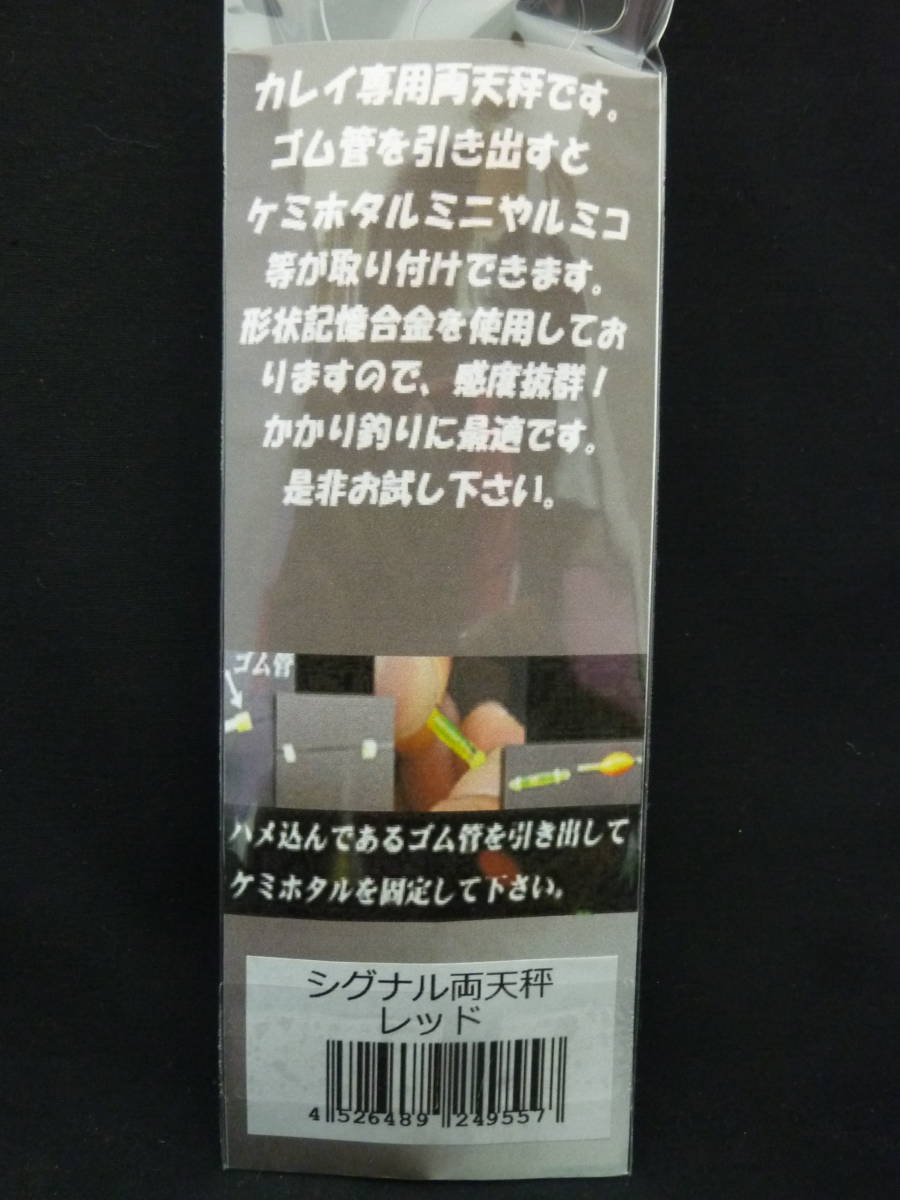 カレイ専用両天秤です。
ゴム管を引き出すと
ケミホタルミニやルミコ
等が取り付けできます。
形状記憶合金を使用してお
りますので、感度抜群！
かかり釣りに最適です。
是非お試し下さい。
ゴム管
ハメ込んであるゴム管を引き出して
ケミホタルを固定して下さい。
シグナル両天秤
レッド
4 526489 249557